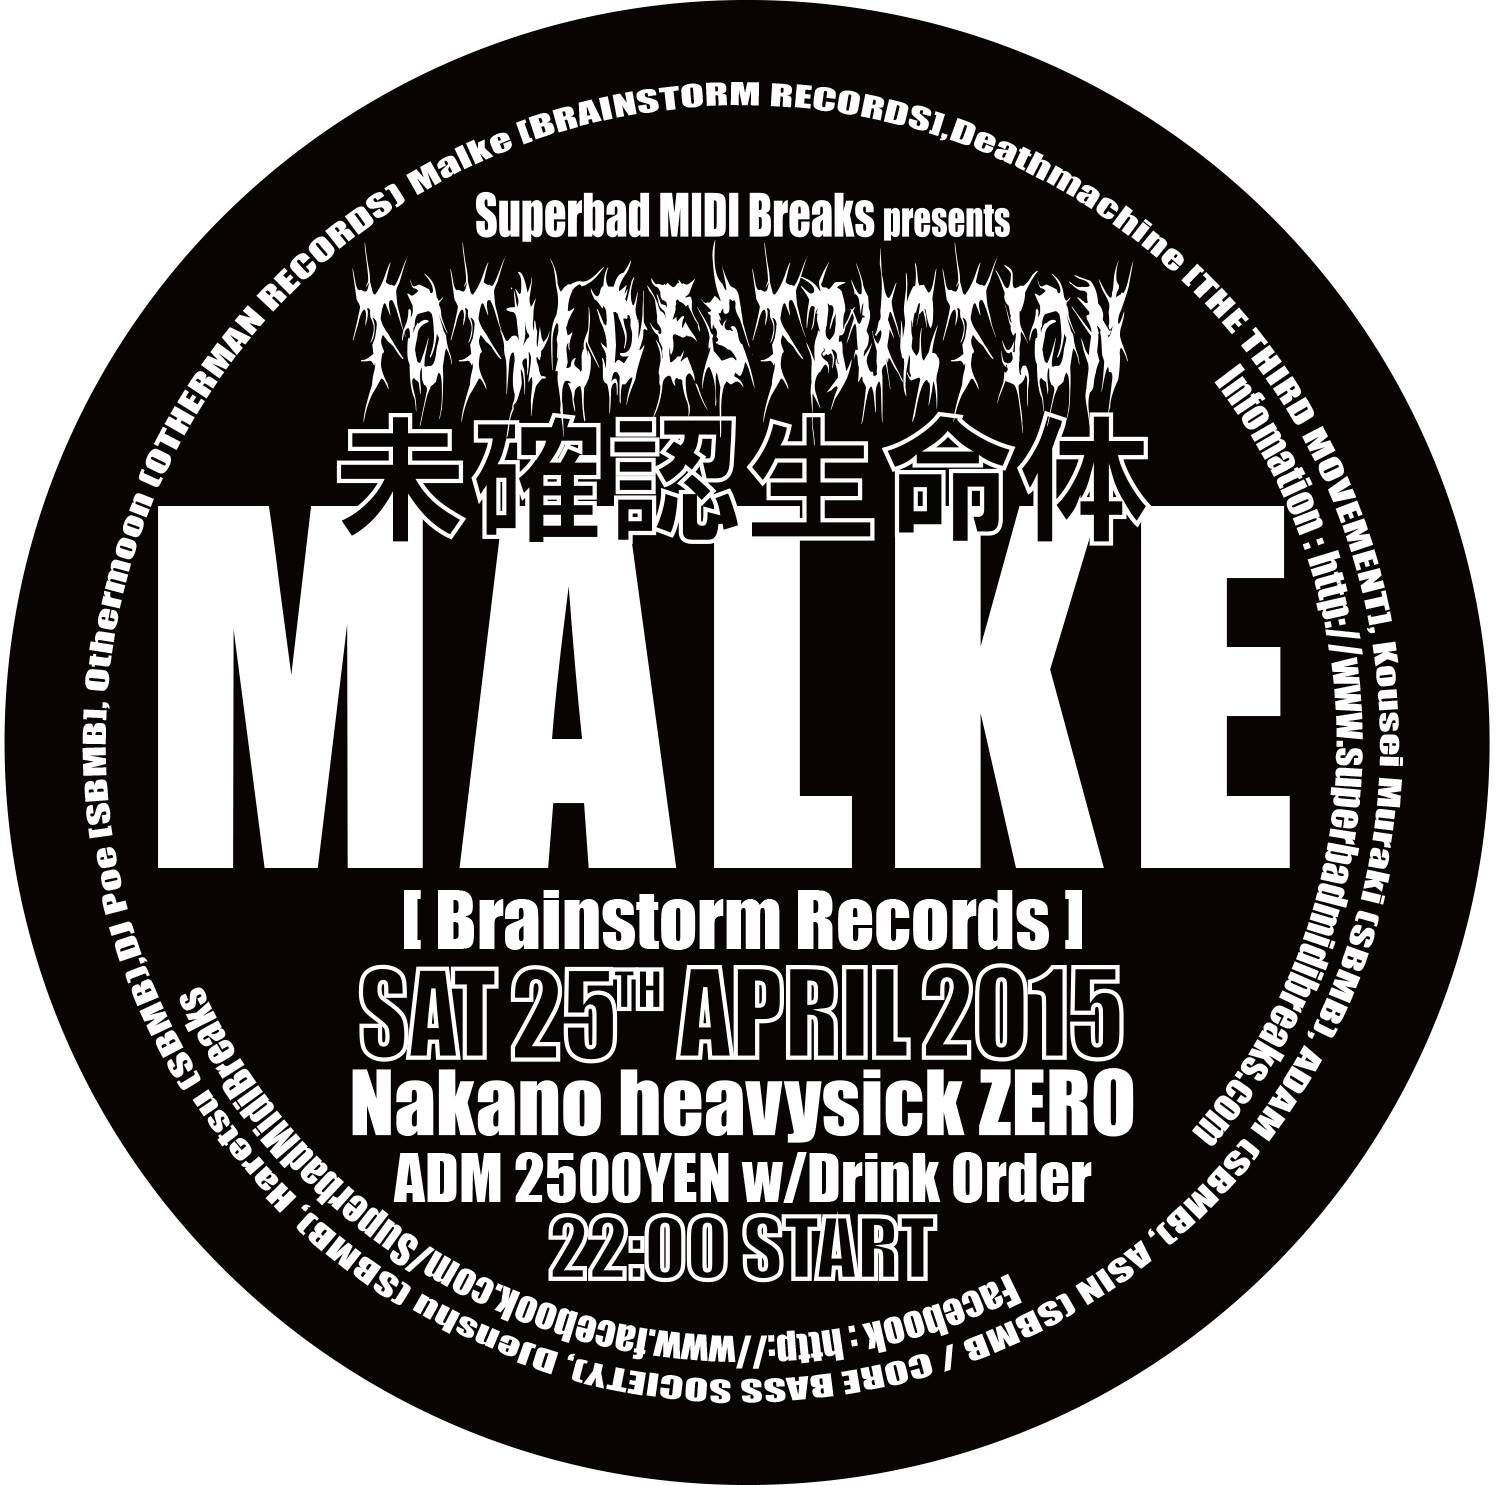 Superbad MIDI Breaks presents
TOTALDESTRUCTION
未確認生命体
MALKE
[ Brainstorm Records ]
SAT 25TH APRIL 2015
Nakano heavysick ZERO
ADM 2500YEN w/Drink Order
22:00 START
Malke [BRAINSTORM RECORDS],Deathmachine [THE THIRD MOVEMENT], Kousei Muraki [SBMB], ADAM [SBMB], ASIN [SBMB / CORE BASS SOCIETY], DJenshu [SBMB], Haretsu [SBMB],DJ Poe [SBMB], Othermoon [OTHERMAN RECORDS]
Infomation : http://www.superbadmidibreaks.com
Facebook : http://www.facebook.com/SuperbadMidiBreaks